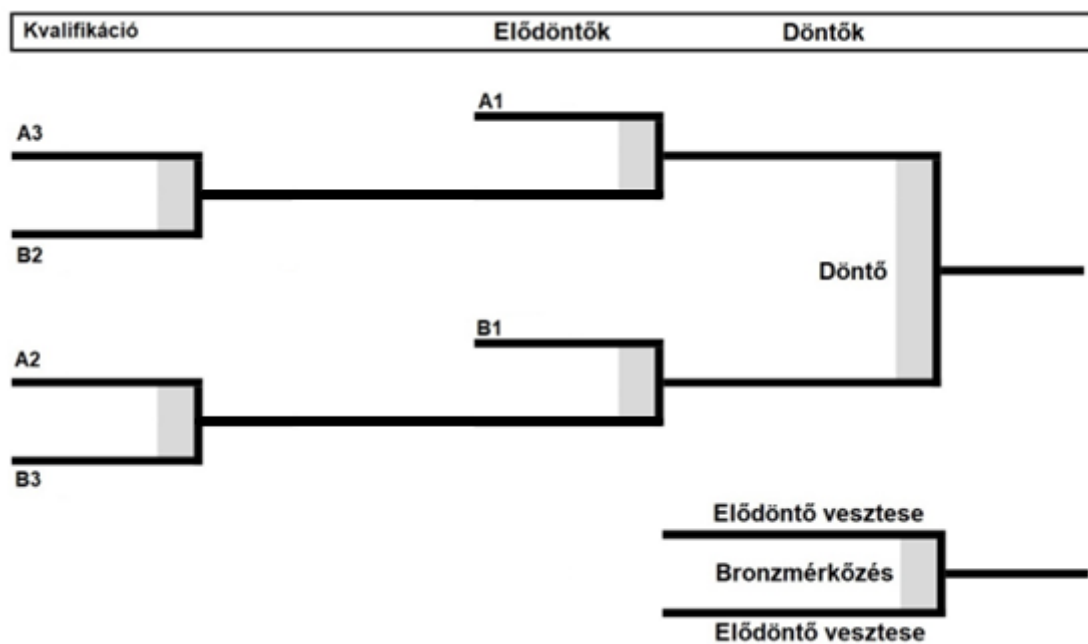 Kvalifikáció Elődöntők Döntők
A1
A3
B2
Döntő
B1
A2
B3
Elődöntő vesztese
Bronzmérkőzés
Elődöntő vesztese